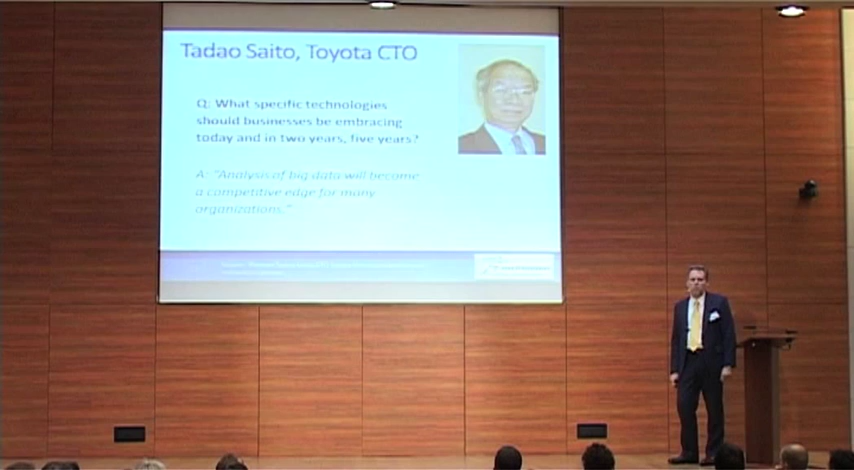 Tadao Saito, Toyota CTO
Q: What specific technologies
should businesses be embracing
today and in two years, five years?
A: "Analysis of big data will become
a competitive edge for many
organizations."